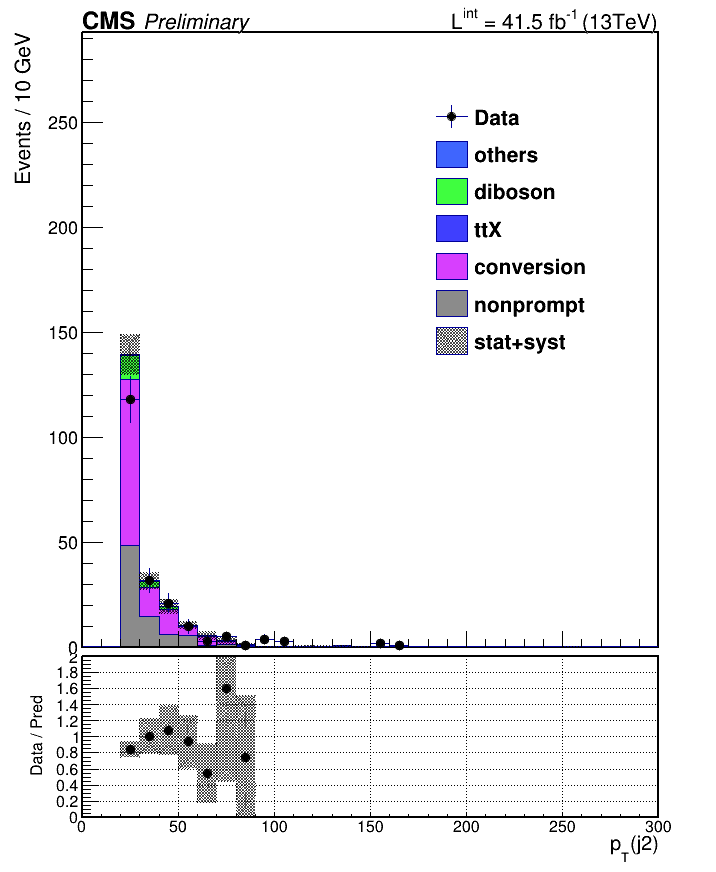 CMS Preliminary L^int = 41.5 fb^-1 (13TeV)
Events / 10 GeV
250
200
150
100
50
0
Data
others
diboson
ttX
conversion
nonprompt
stat+syst
Data / Pred
2
1.8
1.6
1.4
1.2
1
0.8
0.6
0.4
0.2
0
0 50 100 150 200 250 300
p_T(j2)